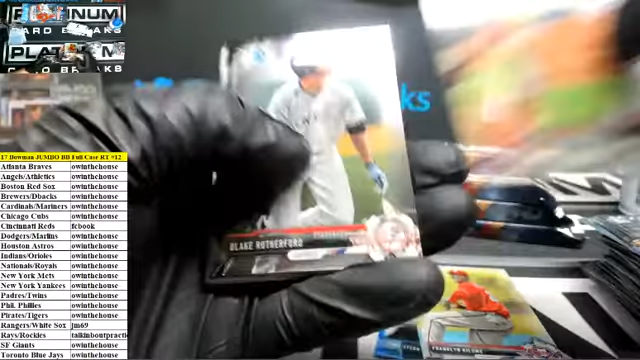 PLATINUM
CARD BREAKS
PLATINUM
CARD BREAKS
ks
BLAKE RUTHERFORD
FRANKLYN KILOME
17 Bowman JUMBO BB Full Case RT #12
Atlanta Braves owinthehouse
Angels/Athletics owinthehouse
Boston Red Sox owinthehouse
Brewers/Dbacks owinthehouse
Cardinals/Mariners owinthehouse
Chicago Cubs owinthehouse
Cincinnati Reds fcbook
Dodgers/Marlins owinthehouse
Houston Astros owinthehouse
Indians/Orioles owinthehouse
Nationals/Royals owinthehouse
New York Mets owinthehouse
New York Yankees owinthehouse
Padres/Twins owinthehouse
Phil. Phillies owinthehouse
Pirates/Tigers owinthehouse
Rangers/White Sox jm69
Rays/Rockies talkinboutpracti
SF Giants owinthehouse
Toronto Blue Jays owinthehouse